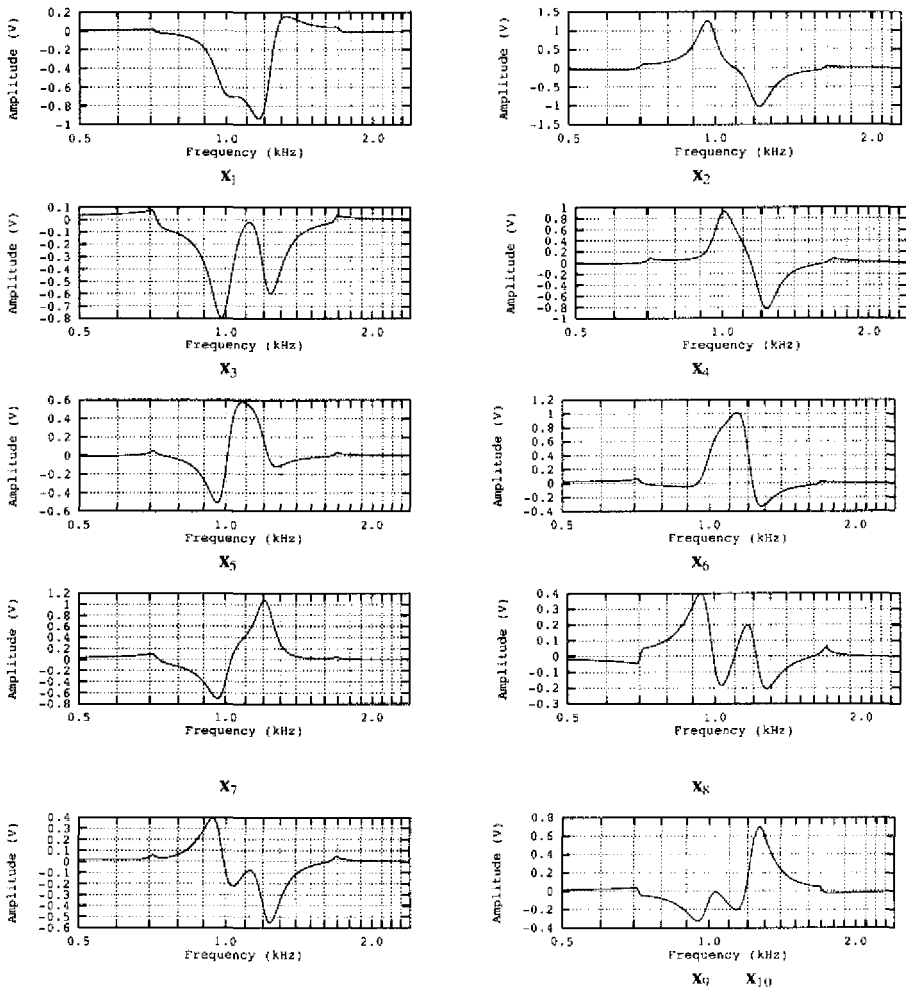 Amplitude (V)
0.2
0
-0.2
-0.4
-0.6
-0.8
-1
0.5 1.0 2.0
Frequency (kHz)
X1
Amplitude (V)
1.5
1
0.5
0
-0.5
-1
-1.5
0.5 1.0 2.0
Frequency (kHz)
X2
Amplitude (V)
0.1
0
-0.1
-0.2
-0.3
-0.4
-0.5
-0.6
-0.7
-0.8
0.5 1.0 2.0
Frequency (kHz)
X3
Amplitude (V)
1
0.8
0.6
0.4
0.2
0
-0.2
-0.4
-0.6
-0.8
-1
0.5 1.0 2.0
Frequency (kHz)
X4
Amplitude (V)
0.6
0.4
0.2
0
-0.2
-0.4
-0.6
0.5 1.0 2.0
Frequency (kHz)
X5
Amplitude (V)
1.2
1
0.8
0.6
0.4
0.2
0
-0.2
-0.4
0.5 1.0 2.0
Frequency (kHz)
X6
Amplitude (V)
1.2
1
0.8
0.6
0.4
0.2
0
-0.2
-0.4
-0.6
-0.8
0.5 1.0 2.0
Frequency (kHz)
X7
Amplitude (V)
0.4
0.3
0.2
0.1
0
-0.1
-0.2
-0.3
0.5 1.0 2.0
Frequency (kHz)
X8
Amplitude (V)
0.4
0.3
0.2
0.1
0
-0.1
-0.2
-0.3
-0.4
-0.5
-0.6
0.5 1.0 2.0
Frequency (kHz)
Amplitude (V)
0.8
0.6
0.4
0.2
0
-0.2
-0.4
0.5 1.0 2.0
Frequency (kHz)
X9 X10